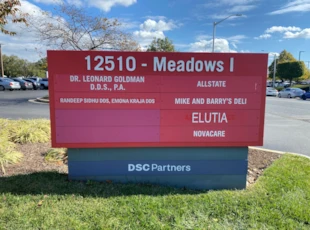 12510 - Meadows I
DR. LEONARD GOLDMAN
D.D.S., P.A.
ALLSTATE
SANDEEP SIDHU DDS, EMONA KRAJA DDS
MIKE AND BARRY'S DELI
ELUTIA
NOVACARE
DSC Partners